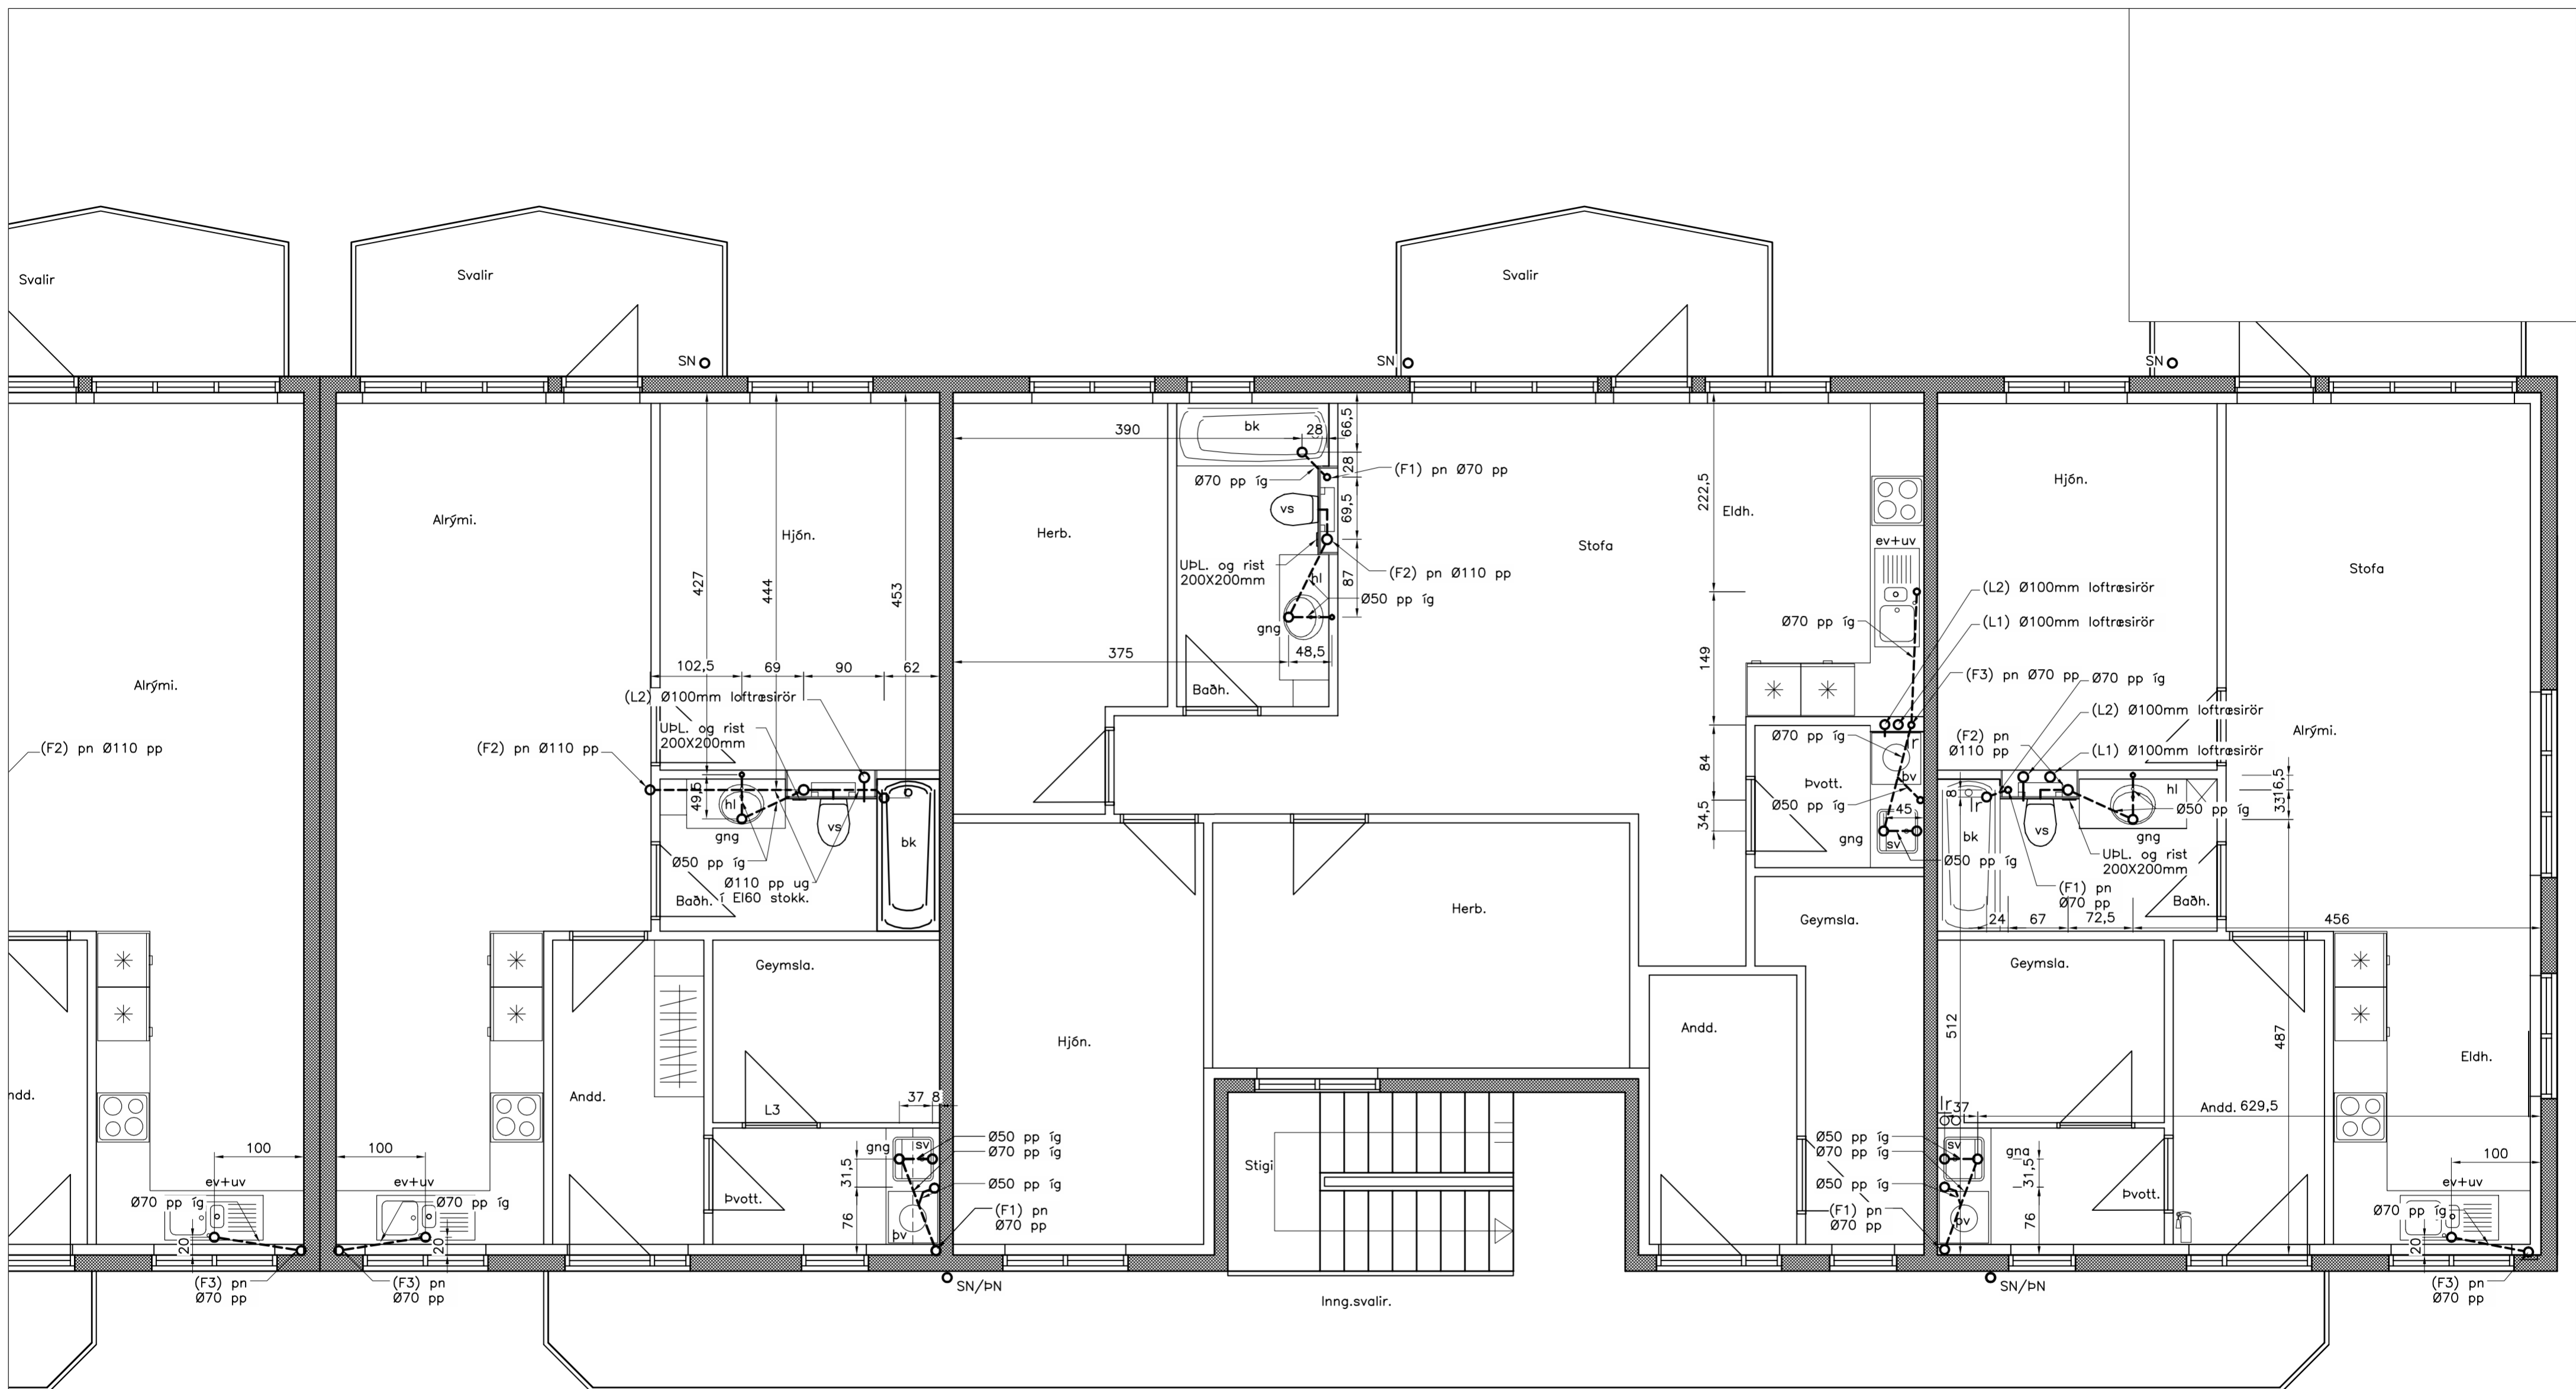 Svalir
Svalir
Svalir
SN
SN
SN
Alrými.
(F2) pn Ø110 pp
ndd.
100
ev+uv
Ø70 pp íg
20
(F3) pn
Ø70 pp
Alrými.
(F2) pn Ø110 pp
Hjón.
427
444
453
102,5
69
90
62
(L2) Ø100mm loftræsirör
UÞL. og rist
200X200mm
49,5
hl
gng
vs
bk
Ø50 pp íg
Ø110 pp ug
í EI60 stokk.
Baðh.
Geymsla.
Andd.
L3
37
8
100
ev+uv
Ø70 pp íg
20
(F3) pn
Ø70 pp
gng
sv
31,5
Þvott.
76
þv
Ø50 pp íg
Ø70 pp íg
Ø50 pp íg
(F1) pn
Ø70 pp
SN/ÞN
390
28
66,5
bk
28
(F1) pn Ø70 pp
Ø70 pp íg
vs
69,5
Herb.
UÞL. og rist
200X200mm
hl
87
(F2) pn Ø110 pp
Ø50 pp íg
gng
375
48,5
Baðh.
Stofa
222,5
Eldh.
ev+uv
Ø70 pp íg
149
(L2) Ø100mm loftræsirör
(L1) Ø100mm loftræsirör
(F3) pn Ø70 pp
Ø70 pp íg
lr
84
Þvott.
þv
Ø50 pp íg
45
34,5
gng
sv
Ø50 pp íg
Herb.
Geymsla.
Hjón.
Andd.
Stigi
Inng.svalir.
Ø50 pp íg
Ø70 pp íg
Ø50 pp íg
(F1) pn
Ø70 pp
Hjón.
Stofa
Ø70 pp íg
(L2) Ø100mm loftræsirör
(F2) pn
Ø110 pp
(L1) Ø100mm loftræsirör
Alrými.
8
lr
bk
vs
hl
16,5
33
Ø50 pp íg
gng
UÞL. og rist
200X200mm
(F1) pn
Ø70 pp
Baðh.
24
67
72,5
456
Geymsla.
512
487
Eldh.
lr
37
Andd.
629,5
sv
gna
31,5
Þvott.
76
þv
100
ev+uv
Ø70 pp íg
20
SN/ÞN
(F3) pn
Ø70 pp